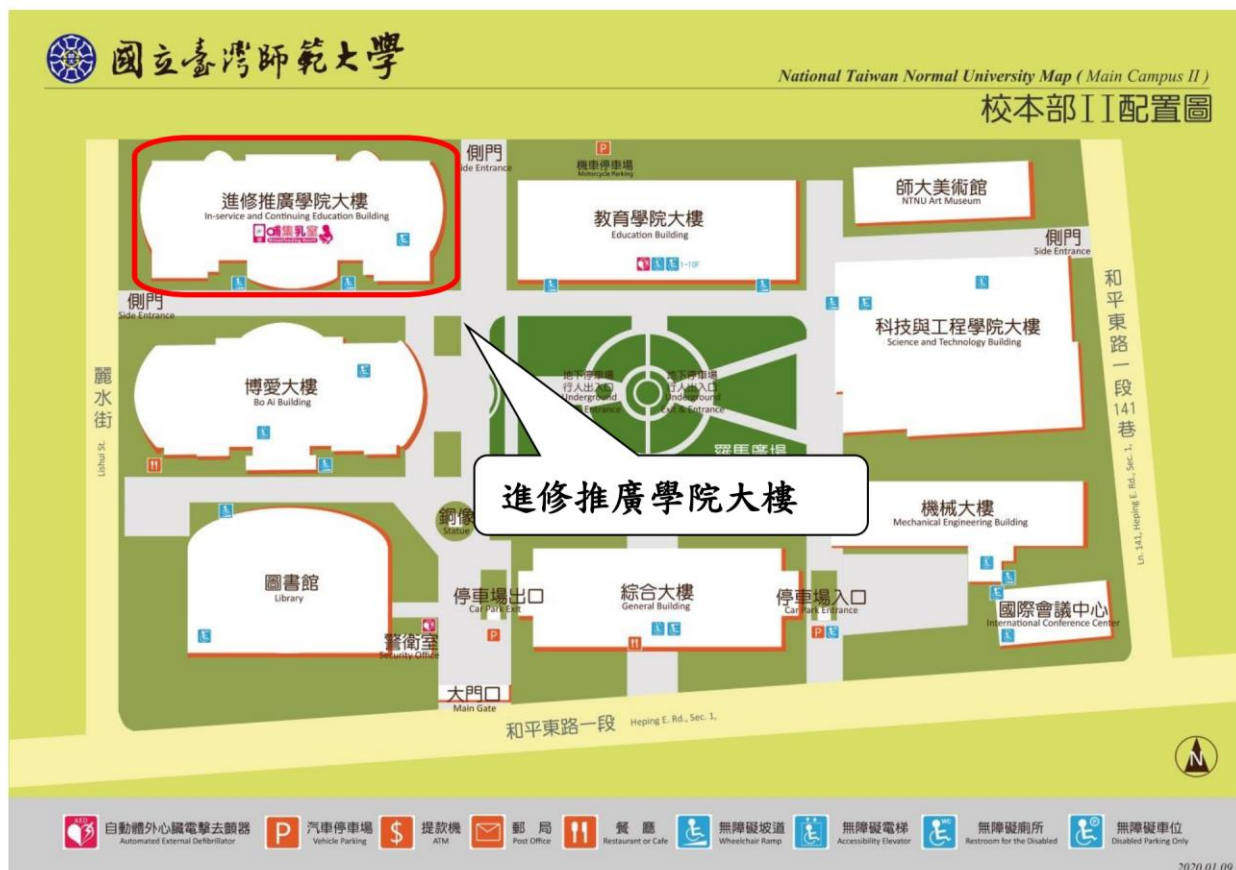 國立臺灣師範大學
National Taiwan Normal University Map ( Main Campus II )
校本部II配置圖
進修推廣學院大樓
In-service and Continuing Education Building
哺集乳室
側門
Side Entrance
P
機車停車場
Motorcycle Parking
教育學院大樓
Education Building
1~10F
師大美術館
NTNU Art Museum
側門
Side Entrance
側門
Side Entrance
麗水街
Lishui St.
博愛大樓
Bo Ai Building
地下停車場
行人出入口
Underground
Entrance
地下停車場
行人出入口
Underground
Exit & Entrance
羅馬廣場
科技與工程學院大樓
Science and Technology Building
和平東路一段141巷
Ln. 141, Heping E. Rd., Sec. 1,
進修推廣學院大樓
銅像
Statue
圖書館
Library
停車場出口
Car Park Exit
P
綜合大樓
General Building
停車場入口
Car Park Entrance
P
機械大樓
Mechanical Engineering Building
國際會議中心
International Conference Center
警衛室
Security Office
大門口
Main Gate
和平東路一段 Heping E. Rd., Sec. 1,
N
AED 自動體外心臟電擊去顫器
Automated External Defibrillator
P 汽車停車場
Vehicle Parking
$ 提款機
ATM
郵局
Post Office
餐廳
Restaurant or Cafe
無障礙坡道
Wheelchair Ramp
無障礙電梯
Accessibility Elevator
WC 無障礙廁所
Restroom for the Disabled
P 無障礙車位
Disabled Parking Only
2020.01.09